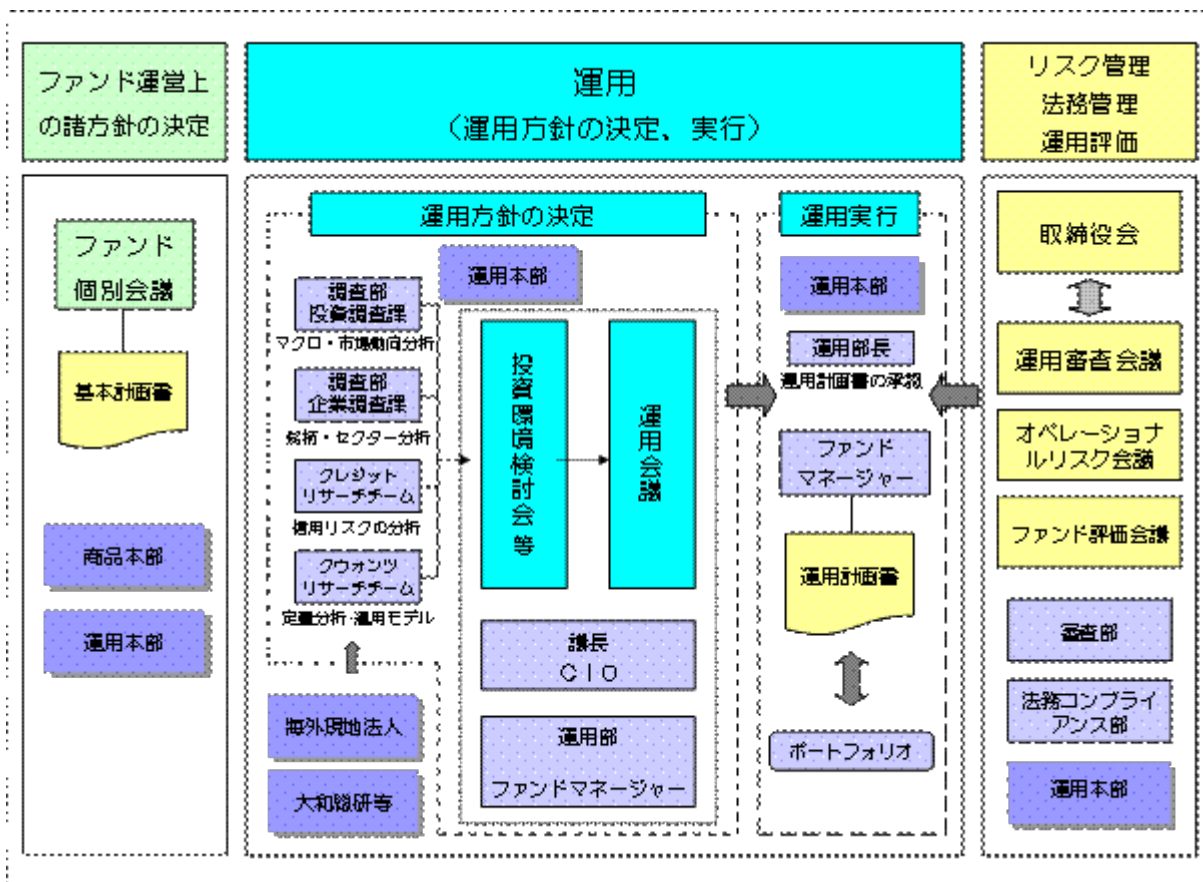 ファンド運営上
の諸方針の決定
運用
（運用方針の決定、実行）
リスク管理
法務管理
運用評価
ファンド
個別会議
基本計画書
商品本部
運用本部
運用方針の決定
運用本部
調査部
投資調査課
マクロ・市場動向分析
調査部
企業調査課
銘柄・セクター分析
クレジット
リサーチチーム
信用リスクの分析
クウォンツ
リサーチチーム
定量分析・運用モデル
海外現地法人
大和総研等
投資環境検討会等
運用会議
議長
ＣＩＯ
運用部
ファンドマネージャー
運用実行
運用本部
運用部長
運用計画書の承認
ファンド
マネージャー
運用計画書
ポートフォリオ
取締役会
運用審査会議
オペレーショナ
ルリスク会議
ファンド評価会議
審査部
法務コンプライ
アンス部
運用本部